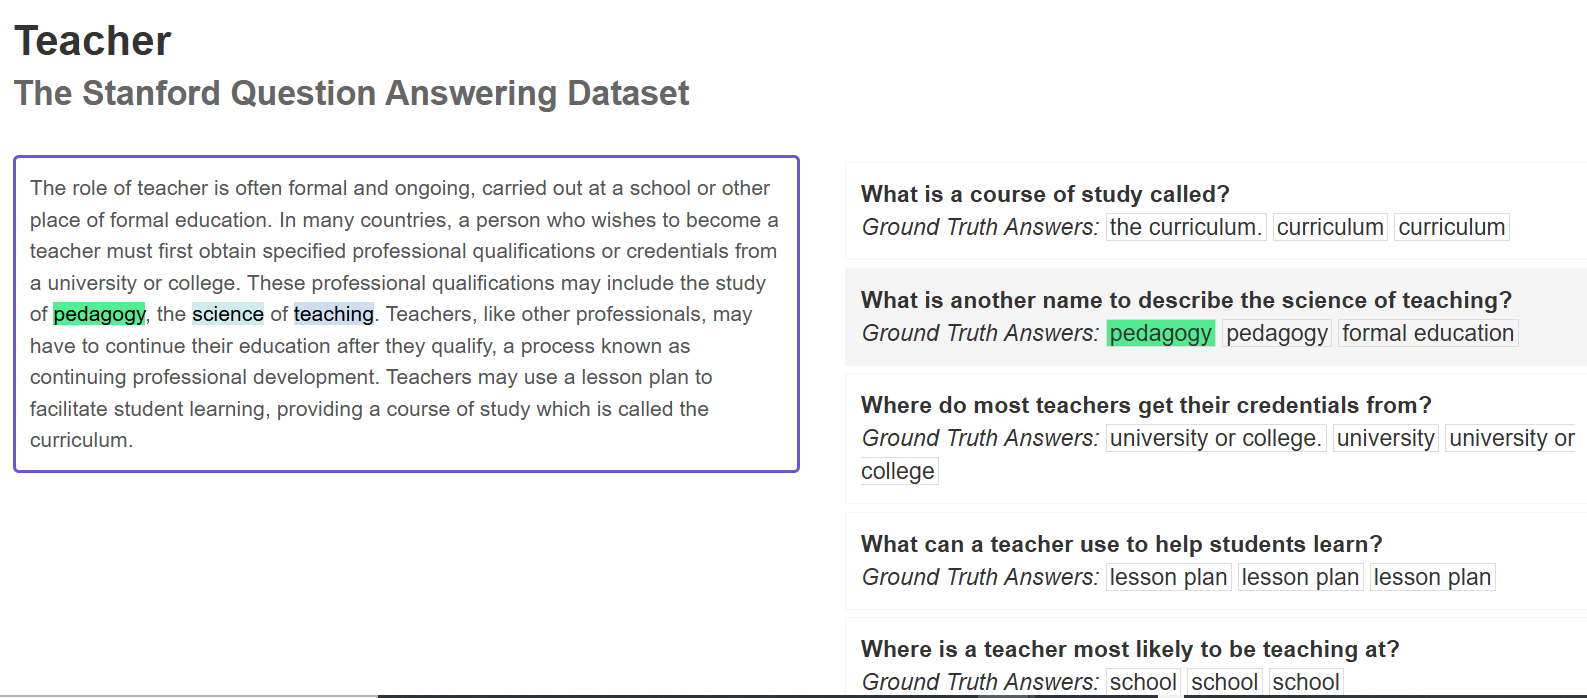 Teacher
The Stanford Question Answering Dataset
The role of teacher is often formal and ongoing, carried out at a school or other
place of formal education. In many countries, a person who wishes to become a
teacher must first obtain specified professional qualifications or credentials from
a university or college. These professional qualifications may include the study
of pedagogy, the science of teaching. Teachers, like other professionals, may
have to continue their education after they qualify, a process known as
continuing professional development. Teachers may use a lesson plan to
facilitate student learning, providing a course of study which is called the
curriculum.
What is a course of study called?
Ground Truth Answers: the curriculum. curriculum curriculum
What is another name to describe the science of teaching?
Ground Truth Answers: pedagogy pedagogy formal education
Where do most teachers get their credentials from?
Ground Truth Answers: university or college. university university or
college
What can a teacher use to help students learn?
Ground Truth Answers: lesson plan lesson plan lesson plan
Where is a teacher most likely to be teaching at?
Ground Truth Answers: school school school